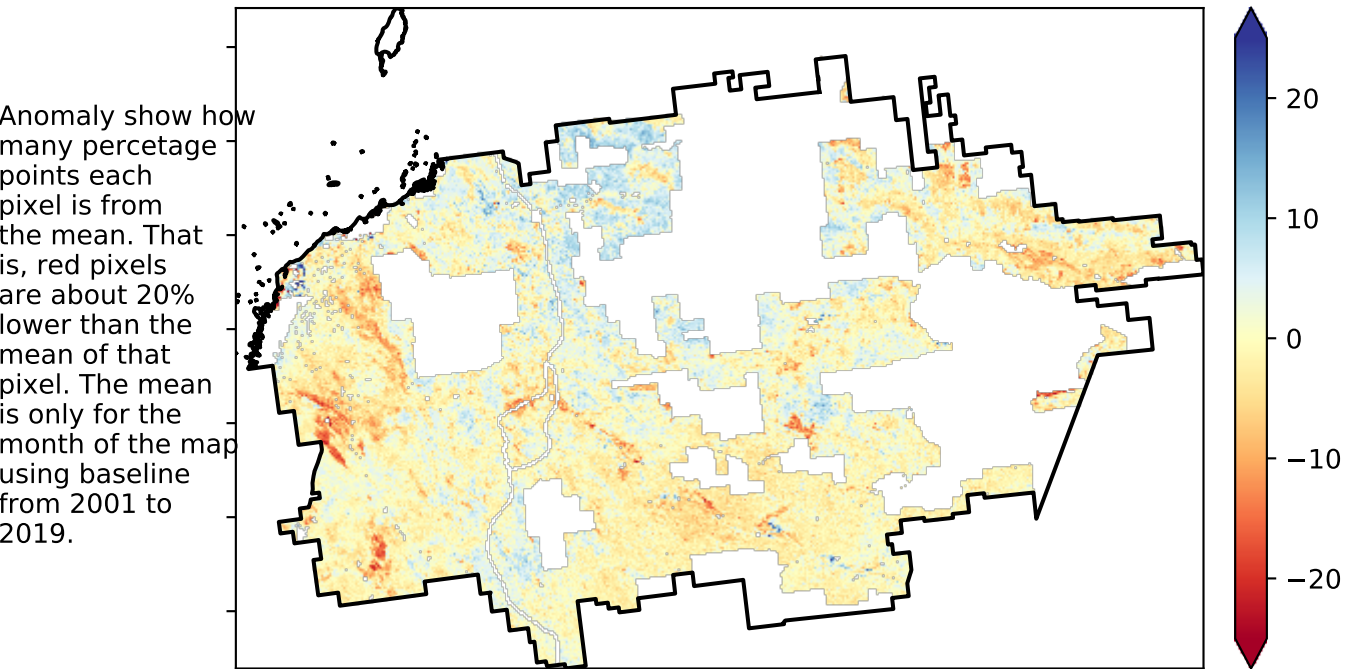 Anomaly show how
many percetage
points each
pixel is from
the mean. That
is, red pixels
are about 20%
lower than the
mean of that
pixel. The mean
is only for the
month of the map
using baseline
from 2001 to
2019.
20
10
0
−10
−20